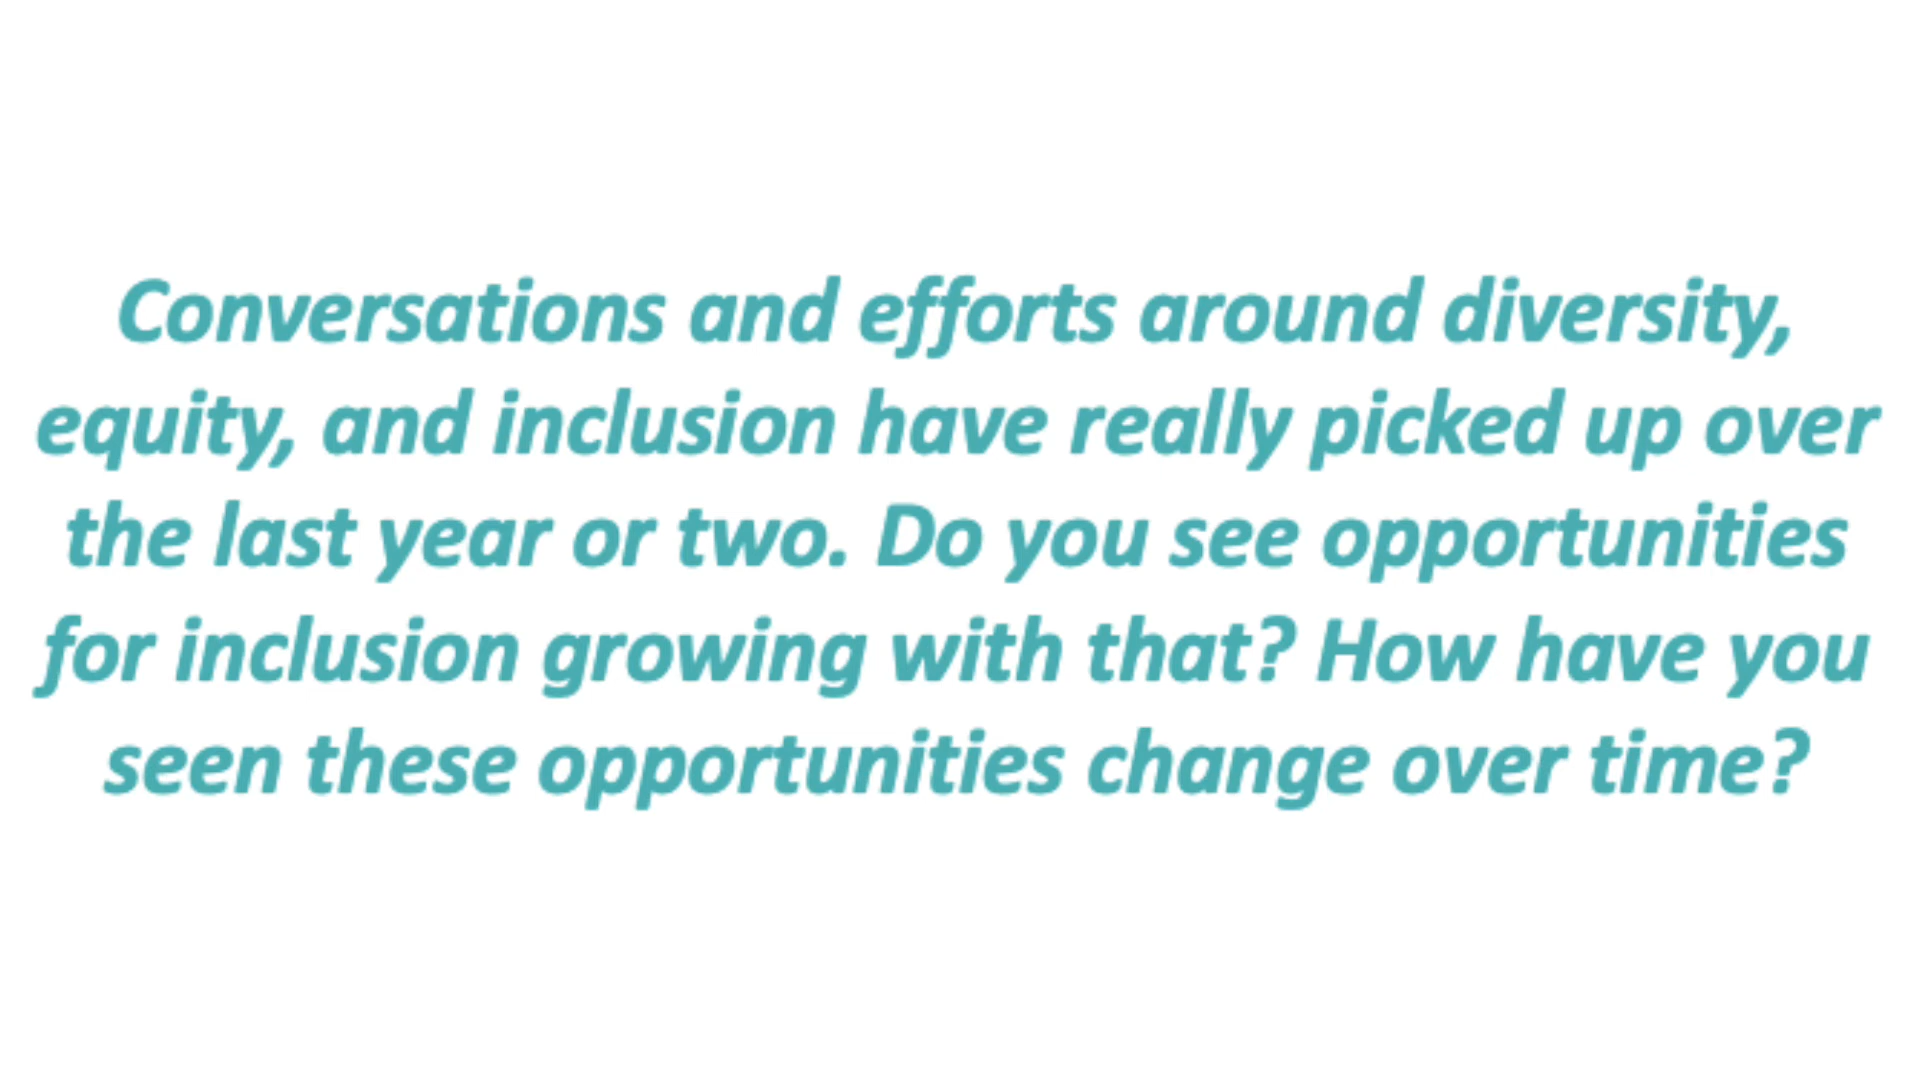 Conversations and efforts around diversity,
equity, and inclusion have really picked up over
the last year or two. Do you see opportunities
for inclusion growing with that? How have you
seen these opportunities change over time?